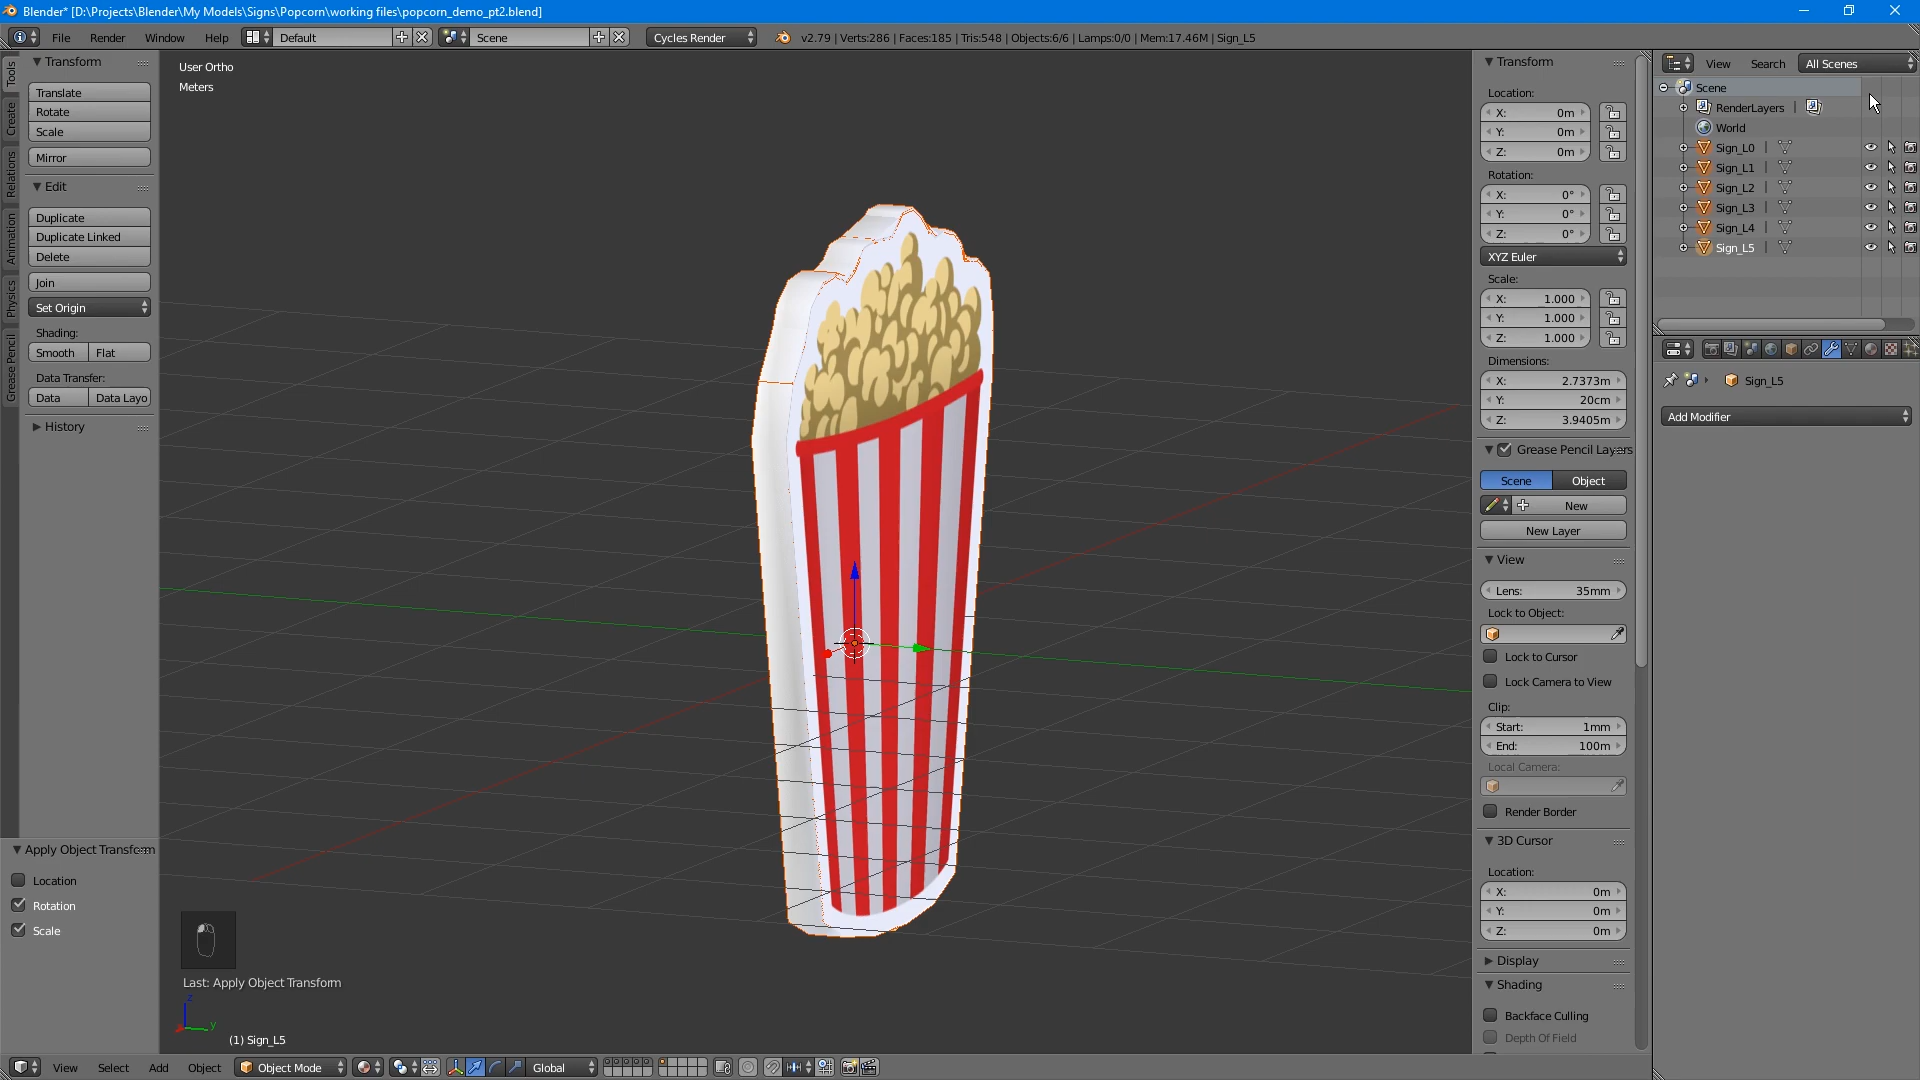 Blender* [D:\Projects\Blender\My Models\Signs\Popcorn\working files\popcorn_demo_pt2.blend]
File Render Window Help Default Scene Cycles Render v2.79 | Verts:286 | Faces:185 | Tris:548 | Objects:6/6 | Lamps:0/0 | Mem:17.46M | Sign_L5
Tools
Create
Relations
Animation
Physics
Grease Pencil
Transform
Translate
Rotate
Scale
Mirror
Edit
Duplicate
Duplicate Linked
Delete
Join
Set Origin
Shading:
Smooth Flat
Data Transfer:
Data Data Layo
History
Apply Object Transform
Location
Rotation
Scale
User Ortho
Meters
Last: Apply Object Transform
z
y
(1) Sign_L5
View Select Add Object Object Mode Global
Transform
Location:
X: 0m
Y: 0m
Z: 0m
Rotation:
X: 0°
Y: 0°
Z: 0°
XYZ Euler
Scale:
X: 1.000
Y: 1.000
Z: 1.000
Dimensions:
X: 2.7373m
Y: 20cm
Z: 3.9405m
Grease Pencil Layers
Scene Object
New
New Layer
View
Lens: 35mm
Lock to Object:
Lock to Cursor
Lock Camera to View
Clip:
Start: 1mm
End: 100m
Local Camera:
Render Border
3D Cursor
Location:
X: 0m
Y: 0m
Z: 0m
Display
Shading
Backface Culling
Depth Of Field
View Search All Scenes
Scene
RenderLayers |
World
Sign_L0 |
Sign_L1 |
Sign_L2 |
Sign_L3 |
Sign_L4 |
Sign_L5 |
Sign_L5
Add Modifier